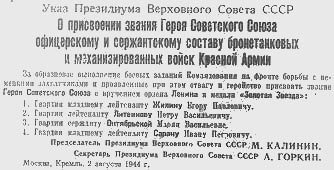 Указ Президиума Верховного Совета СССР
О присвоении звания Героя Советского Союза
офицерскому и сержантскому составу бронетанковых
и механизированных войск Красной Армии
За образцовое выполнение боевых заданий Командования на фронте борьбы с не-
мецкими захватчиками и проявленные при этом отвагу и геройство присвоить звание
Героя Советского Союза с вручением ордена Ленина и медали «Золотая Звезда»:
1. Гвардии младшему лейтенанту Жилину Егору Павловичу.
2. Гвардии лейтенанту Литвинову Петру Васильевичу.
3. Гвардии сержанту Октябрьской Марии Васильевне.
4. Гвардии младшему лейтенанту Сарану Ивану Петровичу.
Председатель Президиума Верховного Совета СССР М. КАЛИНИН.
Секретарь Президиума Верховного Совета СССР А. ГОРКИН.
Москва, Кремль. 2 августа 1944 г.